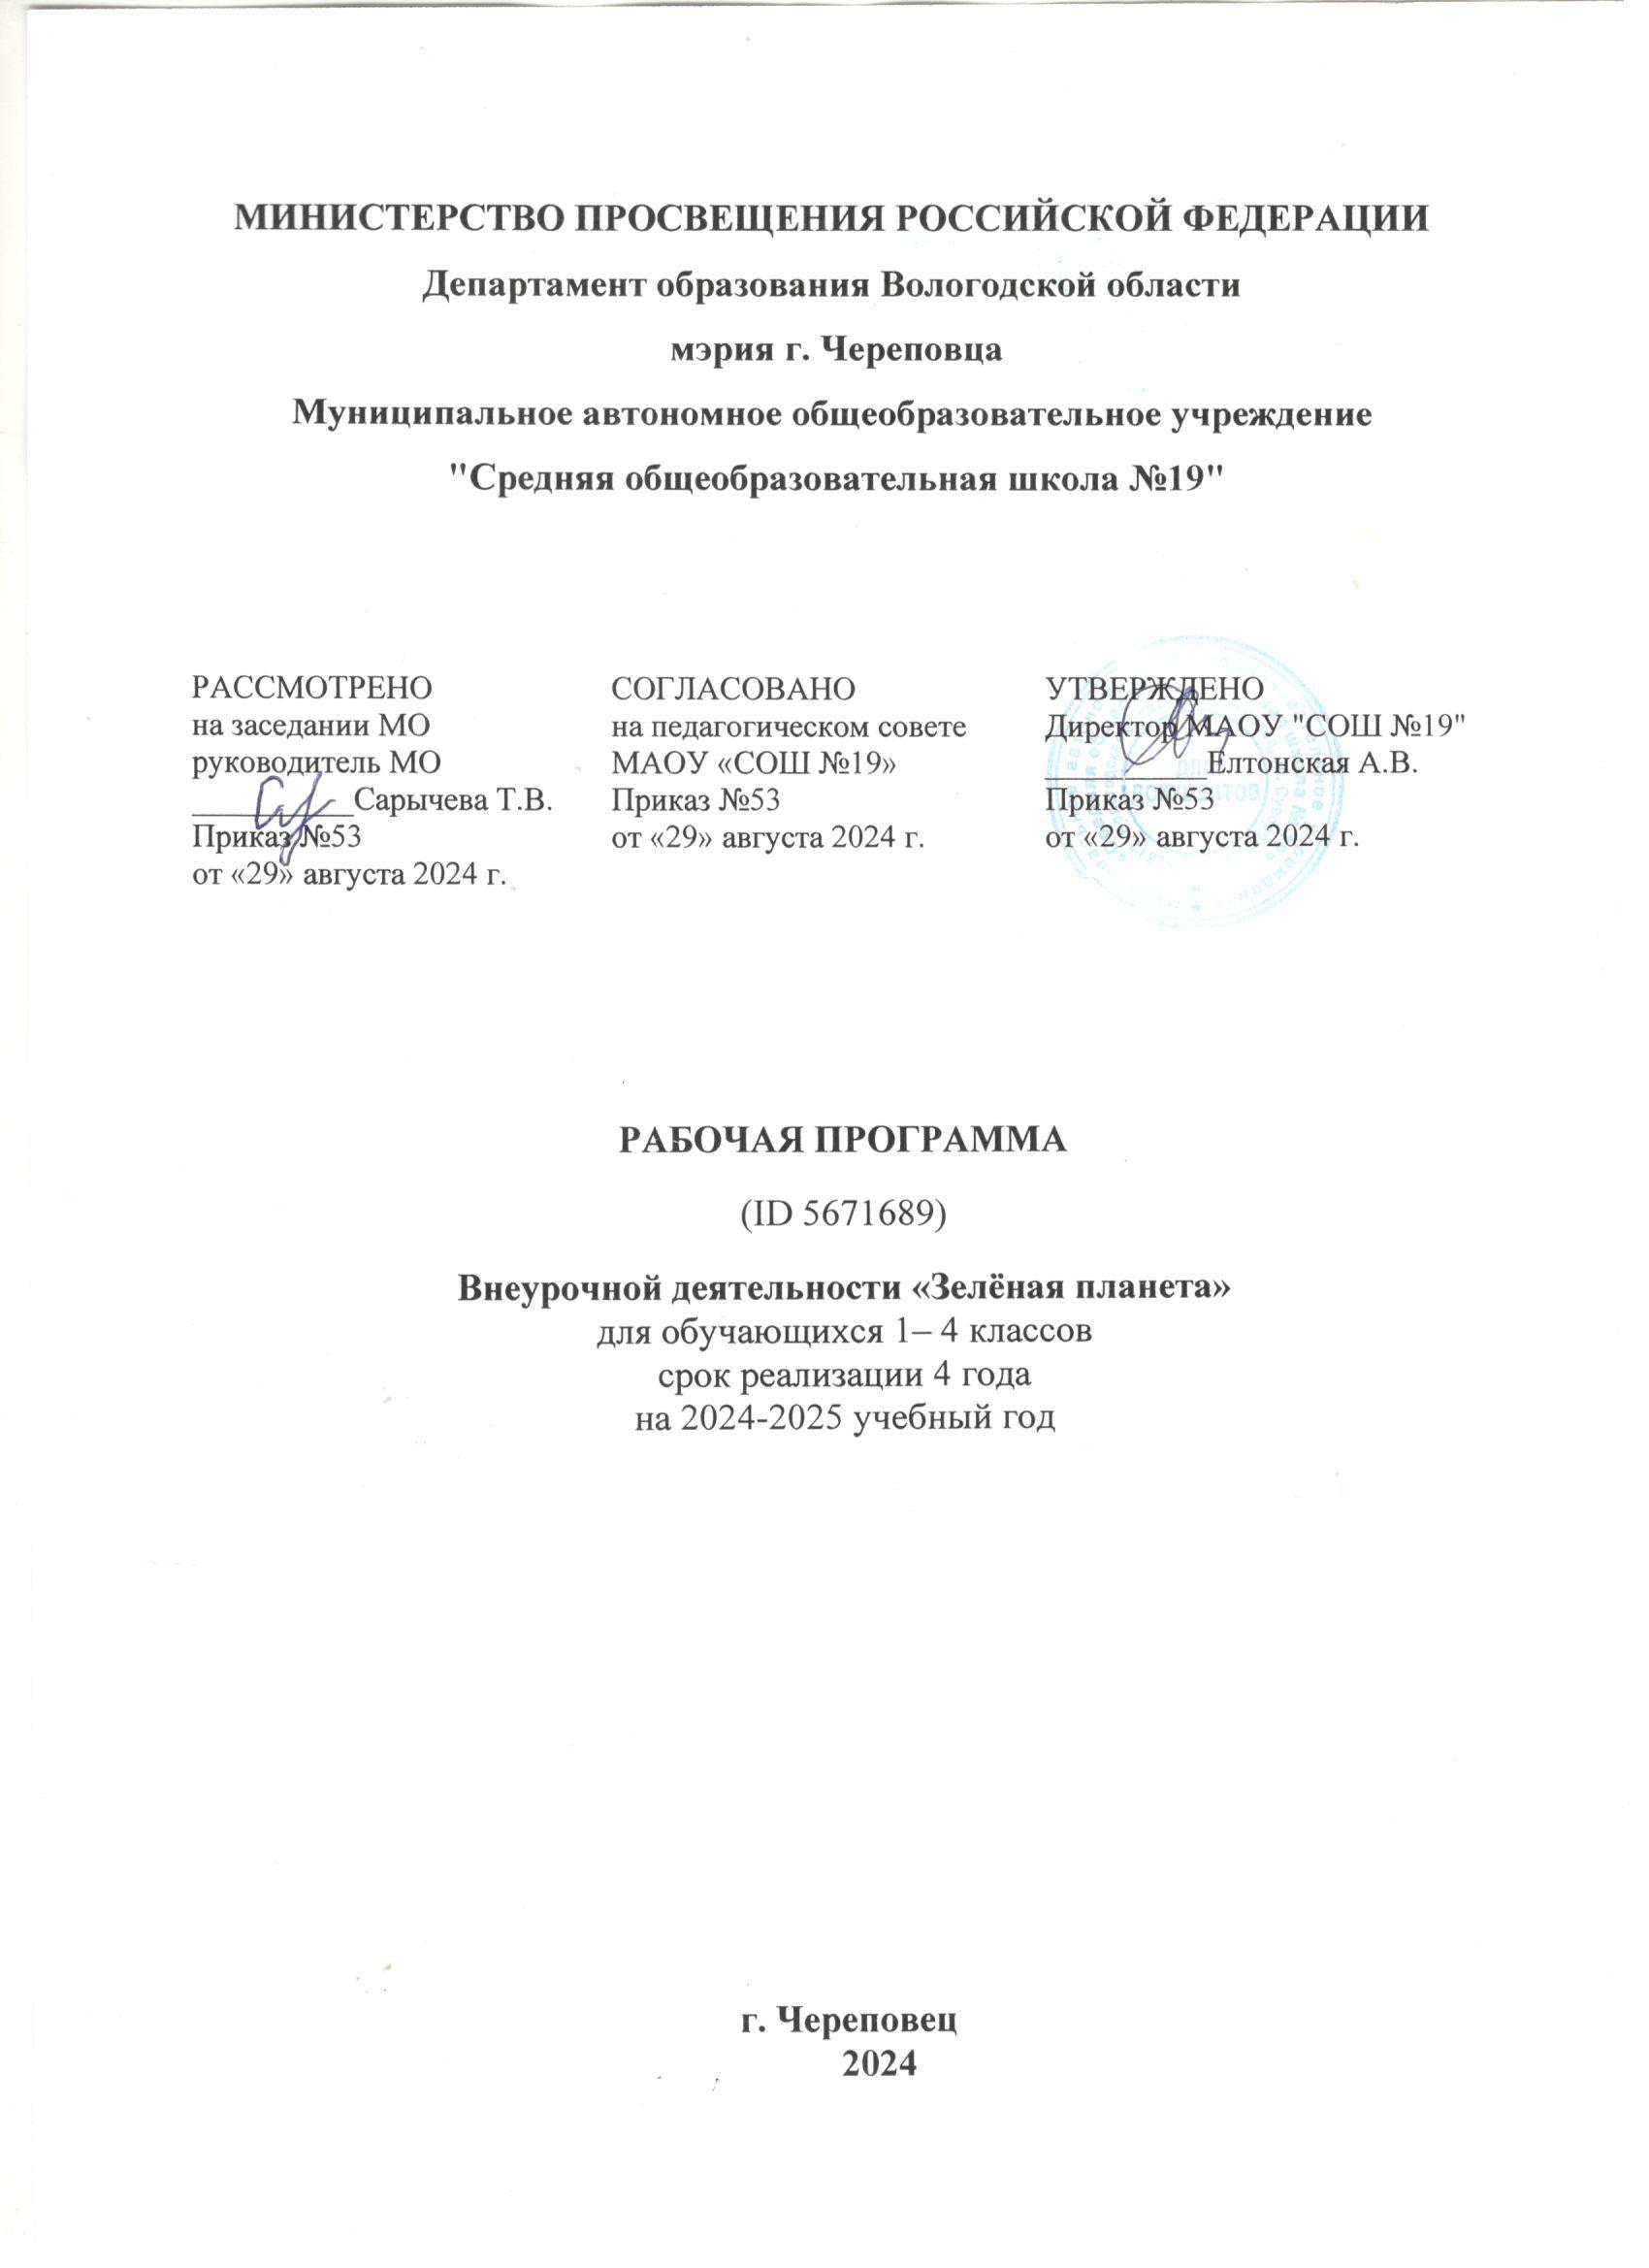 МИНИСТЕРСТВО ПРОСВЕЩЕНИЯ РОССИЙСКОЙ ФЕДЕРАЦИИ
Департамент образования Вологодской области
мэрия г. Череповца
Муниципальное автономное общеобразовательное учреждение
"Средняя общеобразовательная школа №19"
РАССМОТРЕНО
на заседании МО
руководитель МО
__________Сарычева Т.В.
Приказ №53
от «29» августа 2024 г.
СОГЛАСОВАНО
на педагогическом совете
МАОУ «СОШ №19»
Приказ №53
от «29» августа 2024 г.
УТВЕРЖДЕНО
Директор МАОУ "СОШ №19"
__________Елтонская А.В.
Приказ №53
от «29» августа 2024 г.
РАБОЧАЯ ПРОГРАММА
(ID 5671689)
Внеурочной деятельности «Зелёная планета»
для обучающихся 1– 4 классов
срок реализации 4 года
на 2024-2025 учебный год
г. Череповец
2024